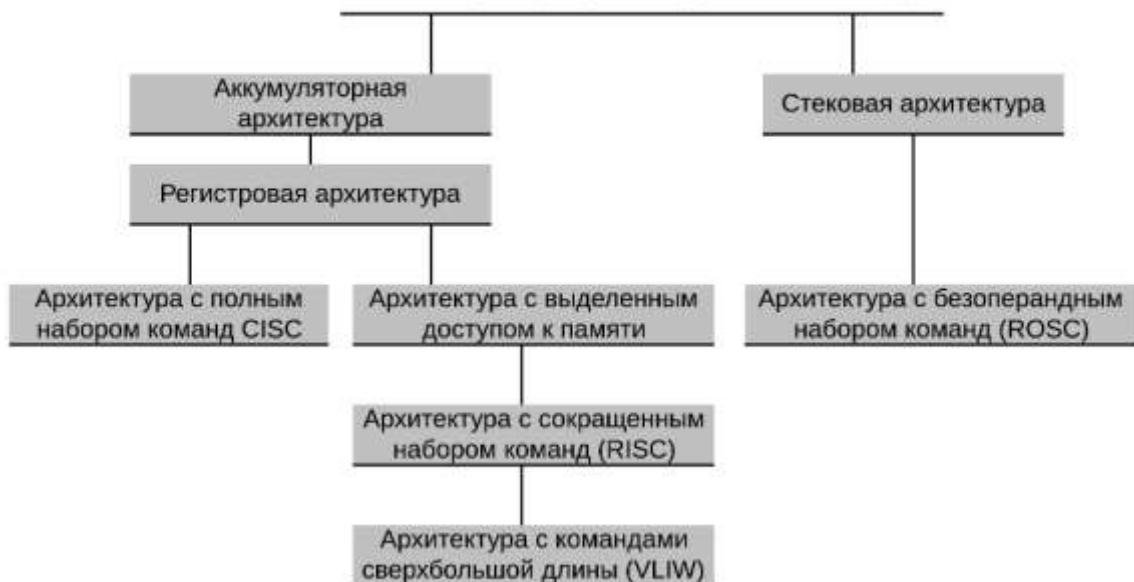 Аккумуляторная
архитектура
Стековая архитектура
Регистровая архитектура
Архитектура с полным
набором команд CISC
Архитектура с выделенным
доступом к памяти
Архитектура с безоперандным
набором команд (ROSC)
Архитектура с сокращенным
набором команд (RISC)
Архитектура с командами
сверхбольшой длины (VLIW)